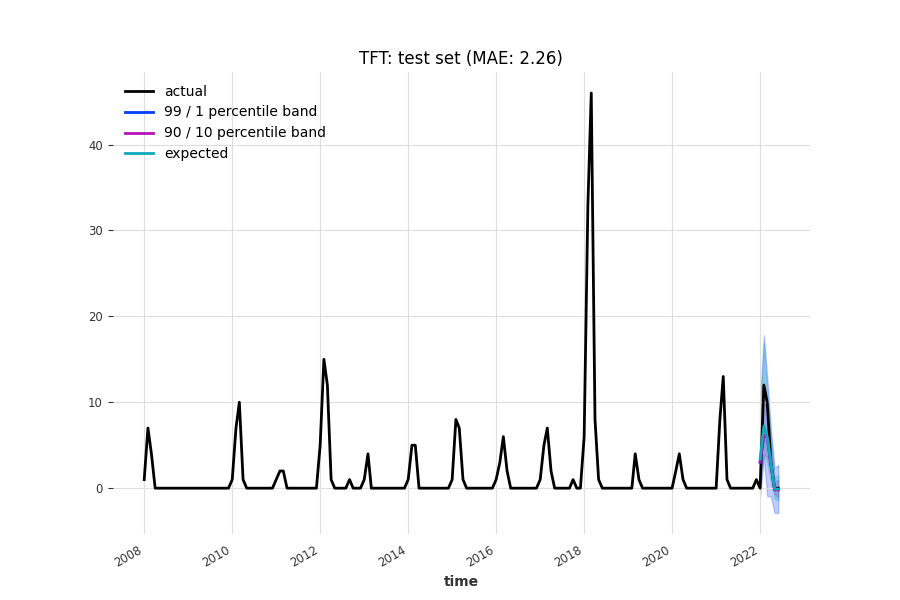 TFT: test set (MAE: 2.26)
actual
99 / 1 percentile band
90 / 10 percentile band
expected
40
30
20
10
0
2008
2010
2012
2014
2016
2018
2020
2022
time